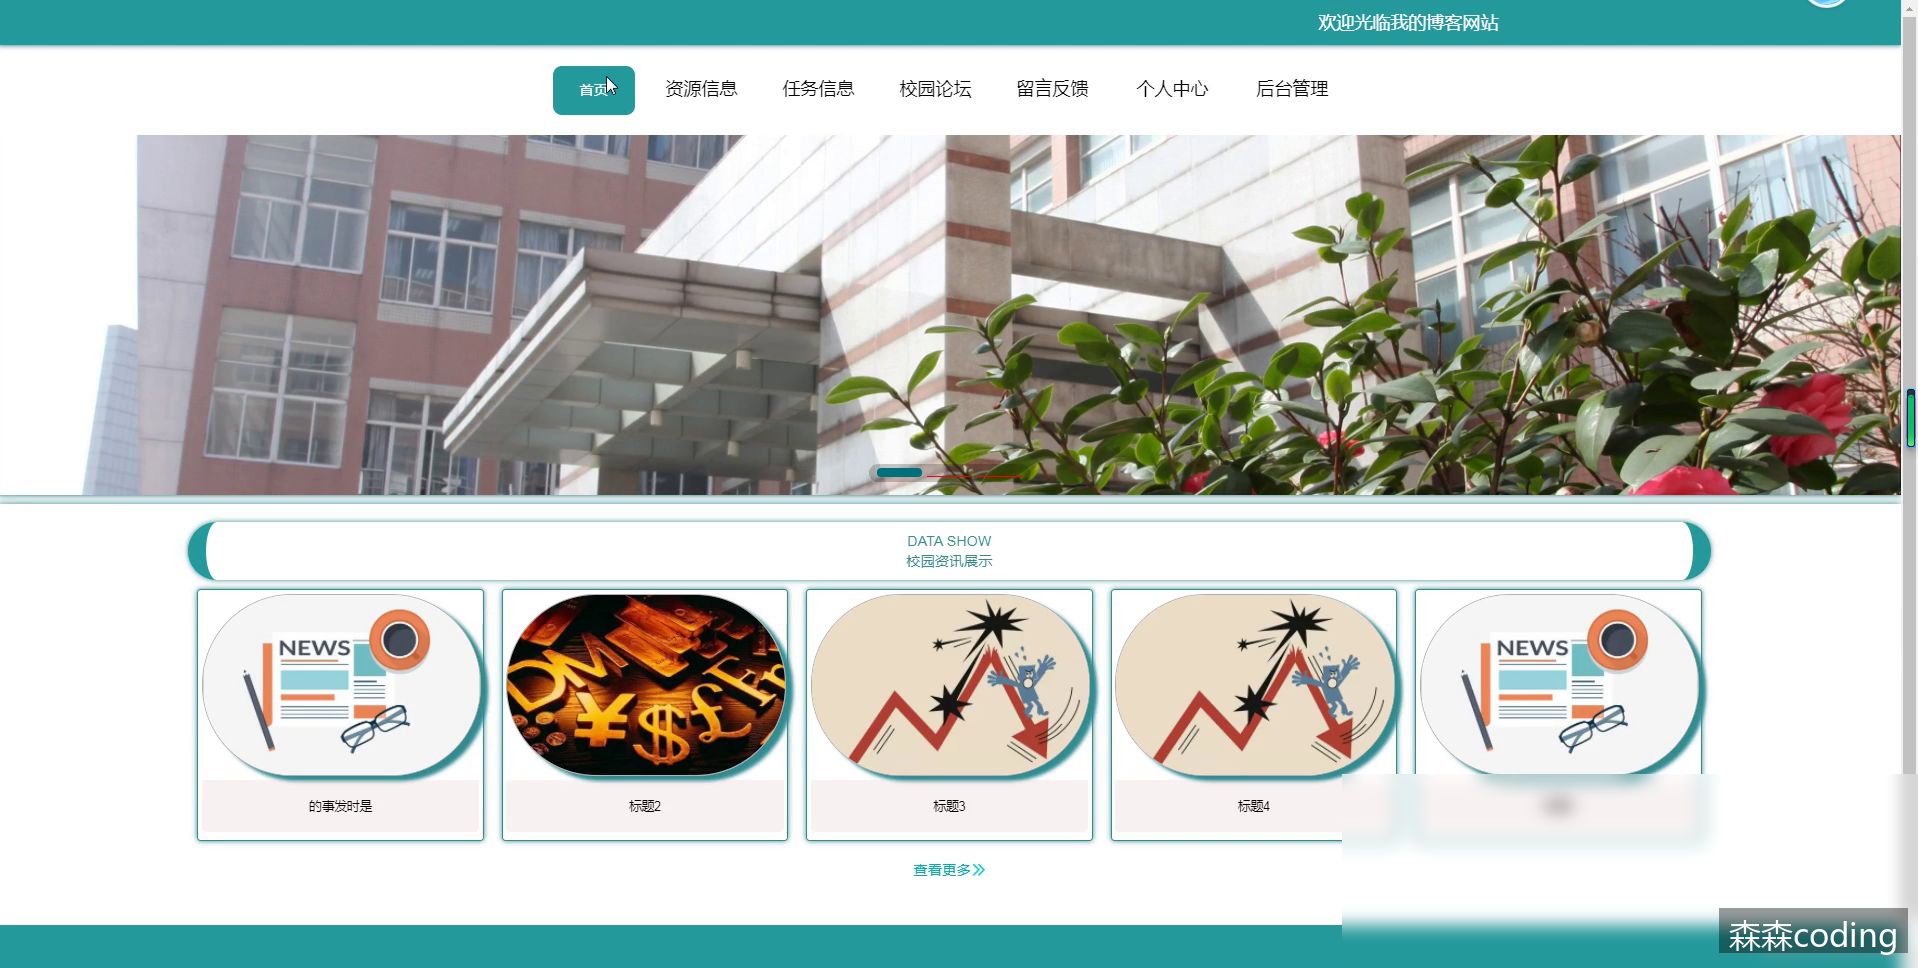 欢迎光临我的博客网站
首页
资源信息
任务信息
校园论坛
留言反馈
个人中心
后台管理
DATA SHOW
校园资讯展示
NEWS
NEWS
的事发时是
标题2
标题3
标题4
查看更多
森森coding